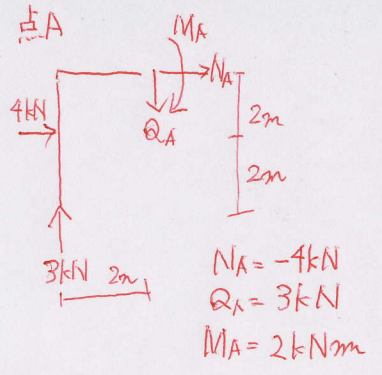 点A
MA
NA
4kN
QA
2m
2m
3kN 2m
NA = -4kN
QA = 3kN
MA = 2kNm